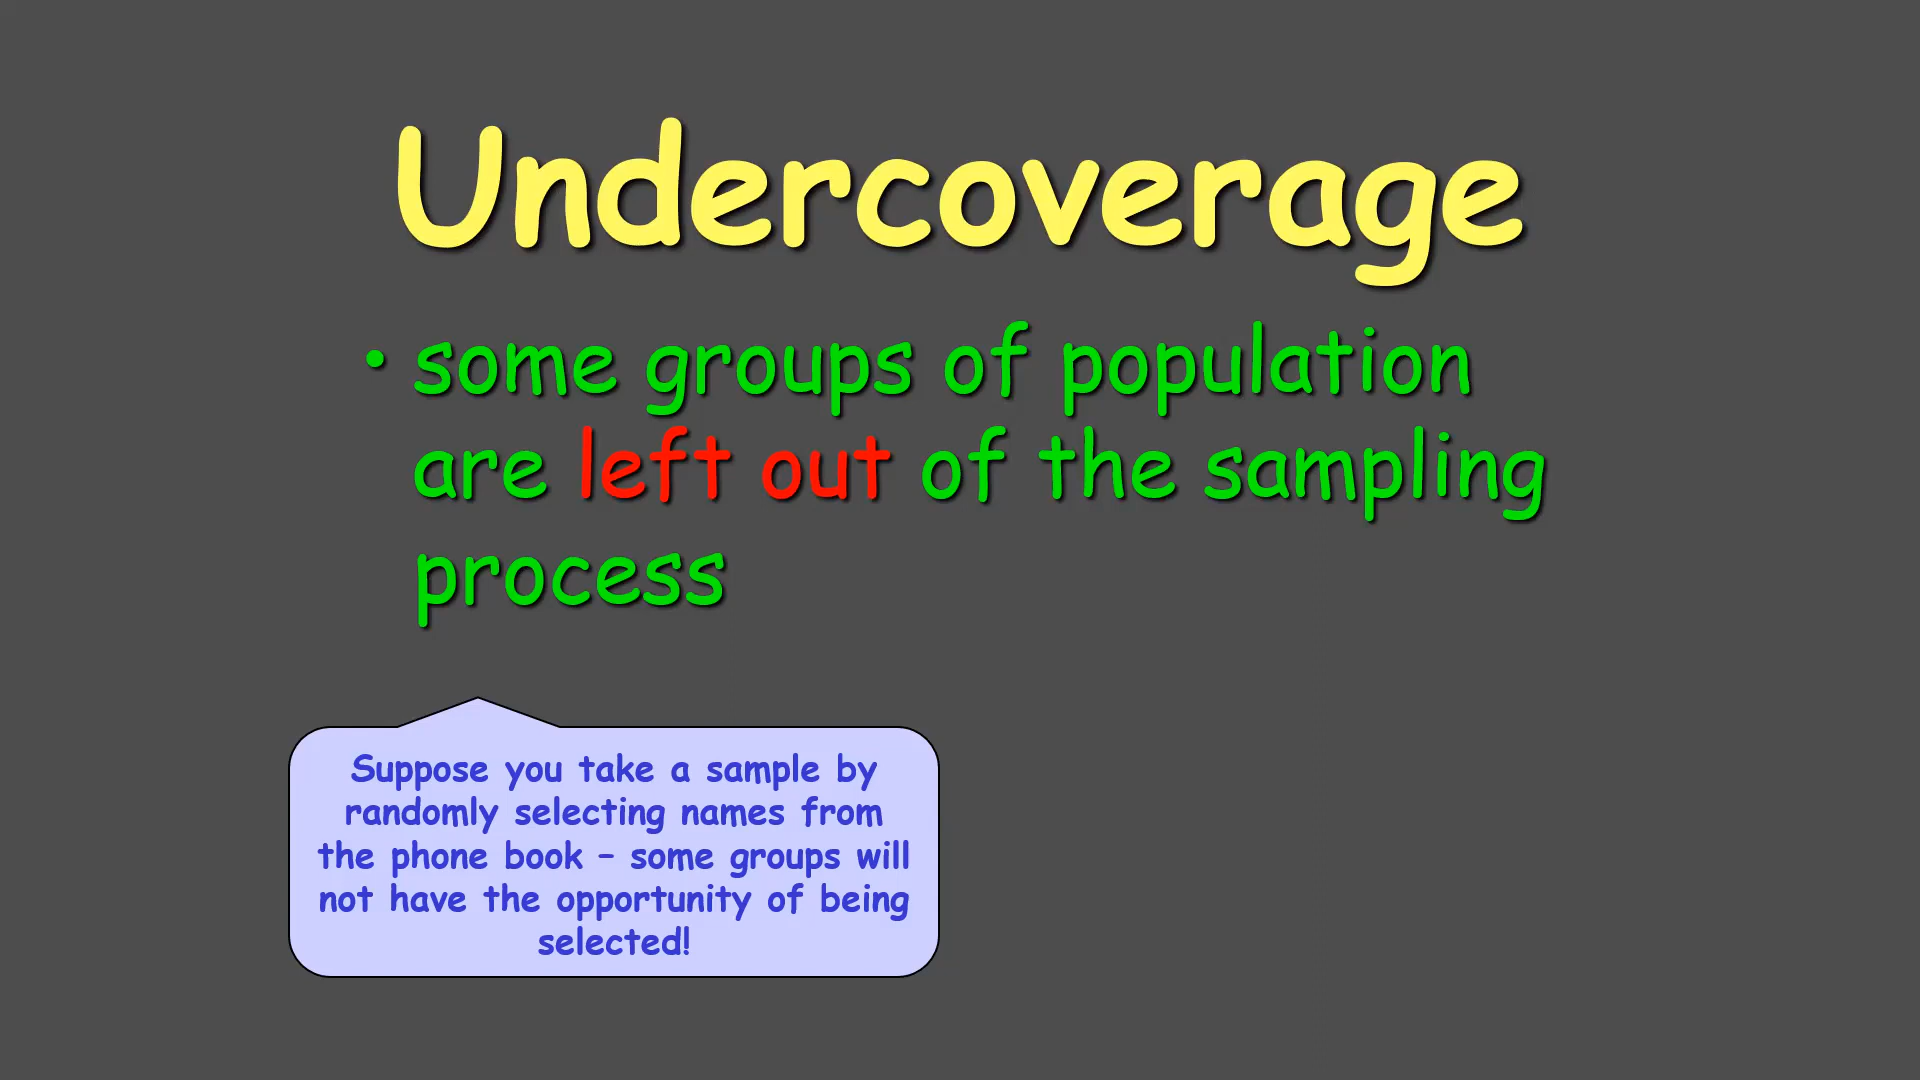 Undercoverage
• some groups of population
are left out of the sampling
process
Suppose you take a sample by
randomly selecting names from
the phone book – some groups will
not have the opportunity of being
selected!